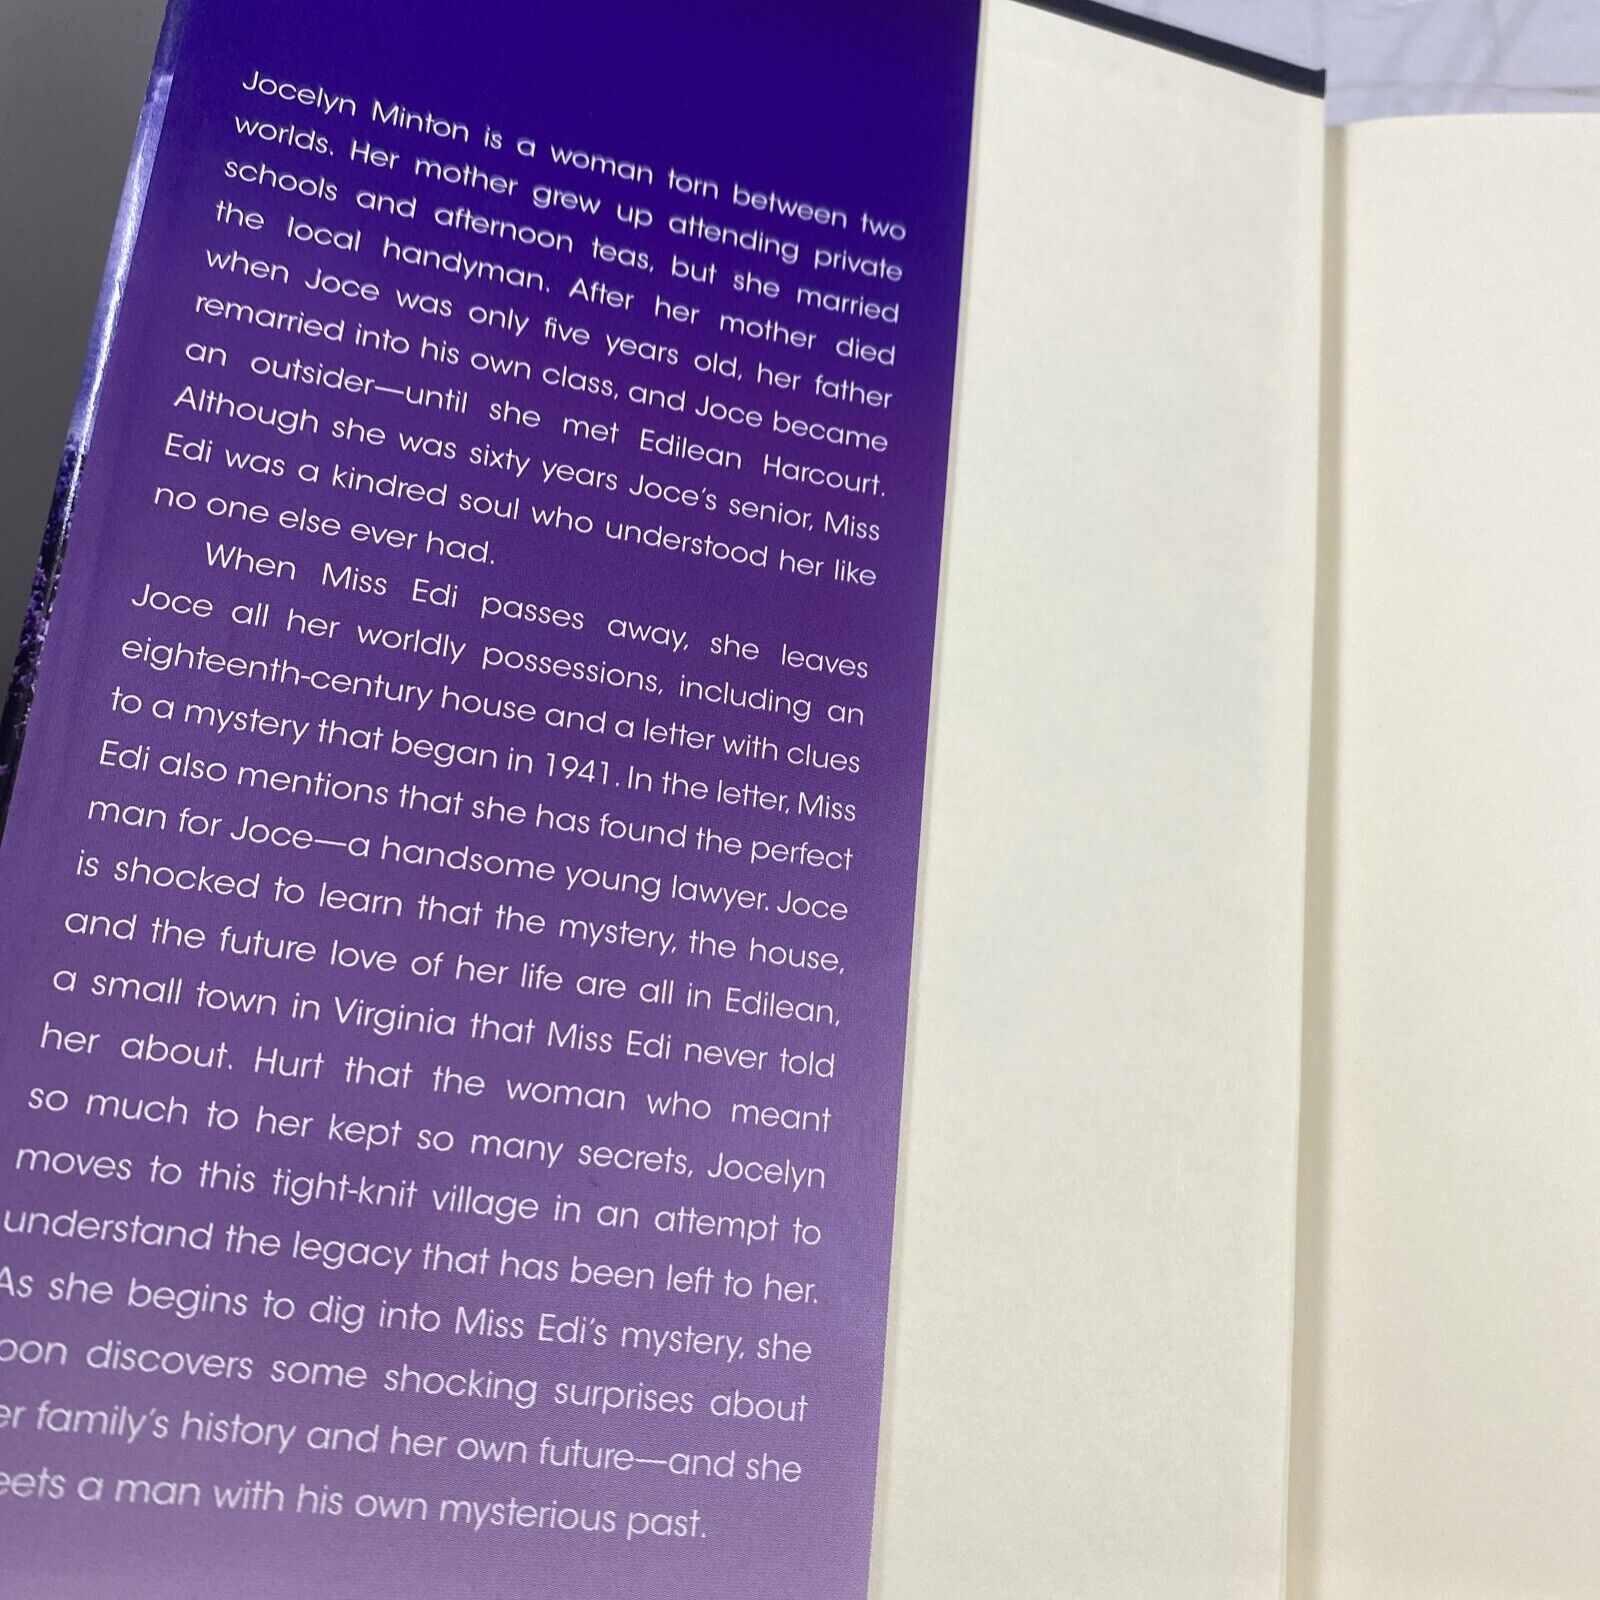 Jocelyn Minton is a woman torn between two
worlds. Her mother grew up attending private
schools and afternoon teas, but she married
the local handyman. After her mother died
when Joce was only five years old, her father
remarried into his own class, and Joce became
an outsider—until she met Edilean Harcourt.
Although she was sixty years Joce's senior, Miss
Edi was a kindred soul who understood her like
no one else ever had.
When Miss Edi passes away, she leaves
Joce all her worldly possessions, including an
eighteenth-century house and a letter with clues
to a mystery that began in 1941. In the letter, Miss
Edi also mentions that she has found the perfect
man for Joce—a handsome young lawyer. Joce
is shocked to learn that the mystery, the house,
and the future love of her life are all in Edilean,
a small town in Virginia that Miss Edi never told
her about. Hurt that the woman who meant
so much to her kept so many secrets, Jocelyn
moves to this tight-knit village in an attempt to
understand the legacy that has been left to her.
As she begins to dig into Miss Edi's mystery, she
oon discovers some shocking surprises about
er family's history and her own future—and she
eets a man with his own mysterious past.